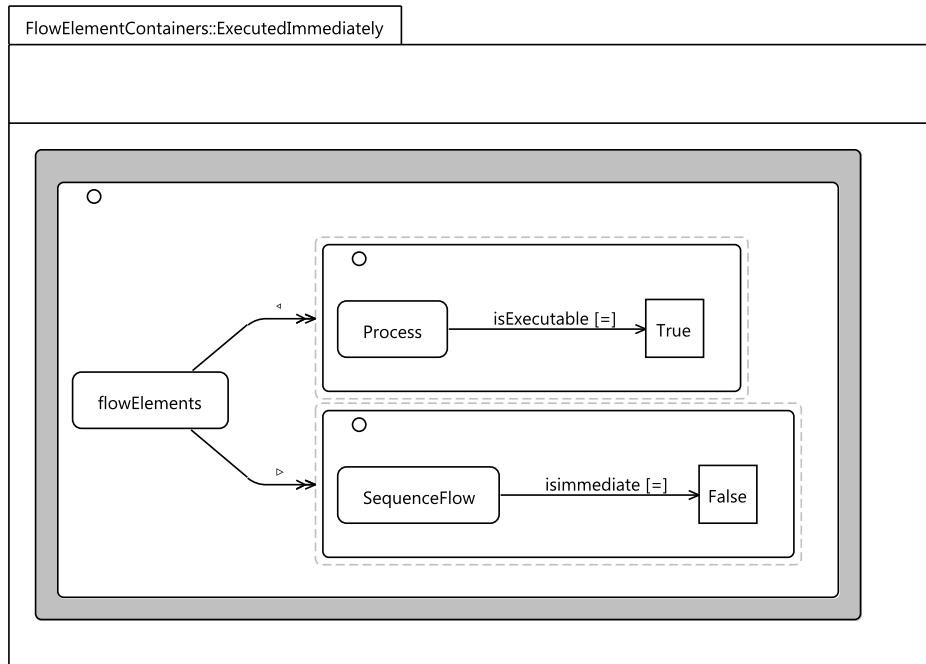 FlowElementContainers::ExecutedImmediately
Process
isExecutable [=]
True
flowElements
SequenceFlow
isimmediate [=]
False